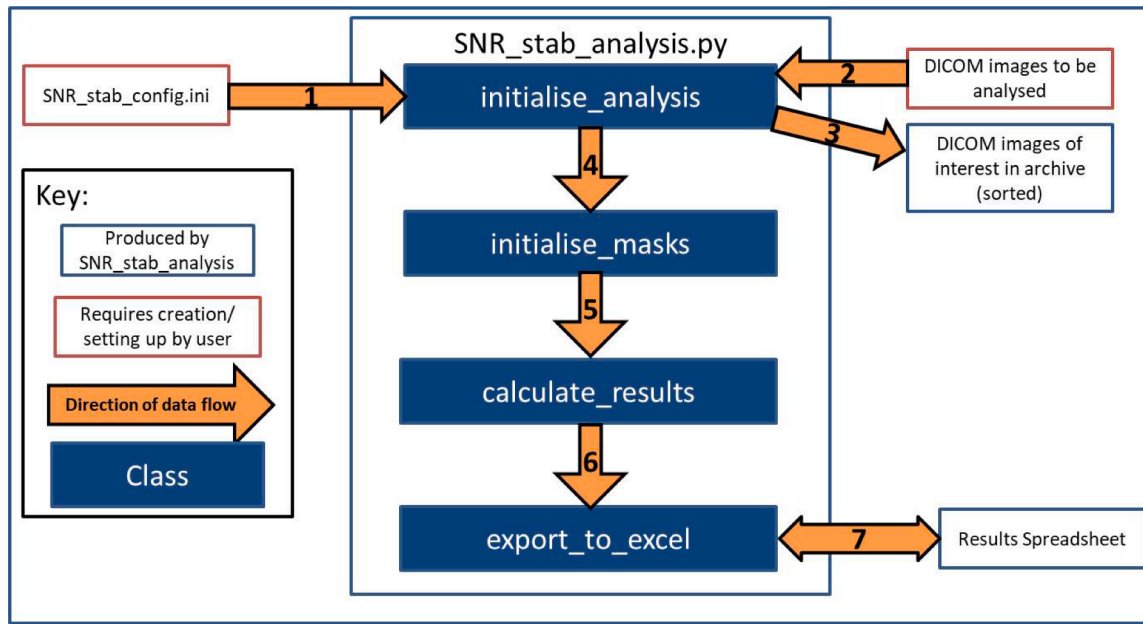 SNR_stab_analysis.py
SNR_stab_config.ini
1
initialise_analysis
2
DICOM images to be
analysed
3
DICOM images of
interest in archive
(sorted)
4
Key:
Produced by
SNR_stab_analysis
Requires creation/
setting up by user
Direction of data flow
Class
initialise_masks
5
calculate_results
6
export_to_excel
7
Results Spreadsheet